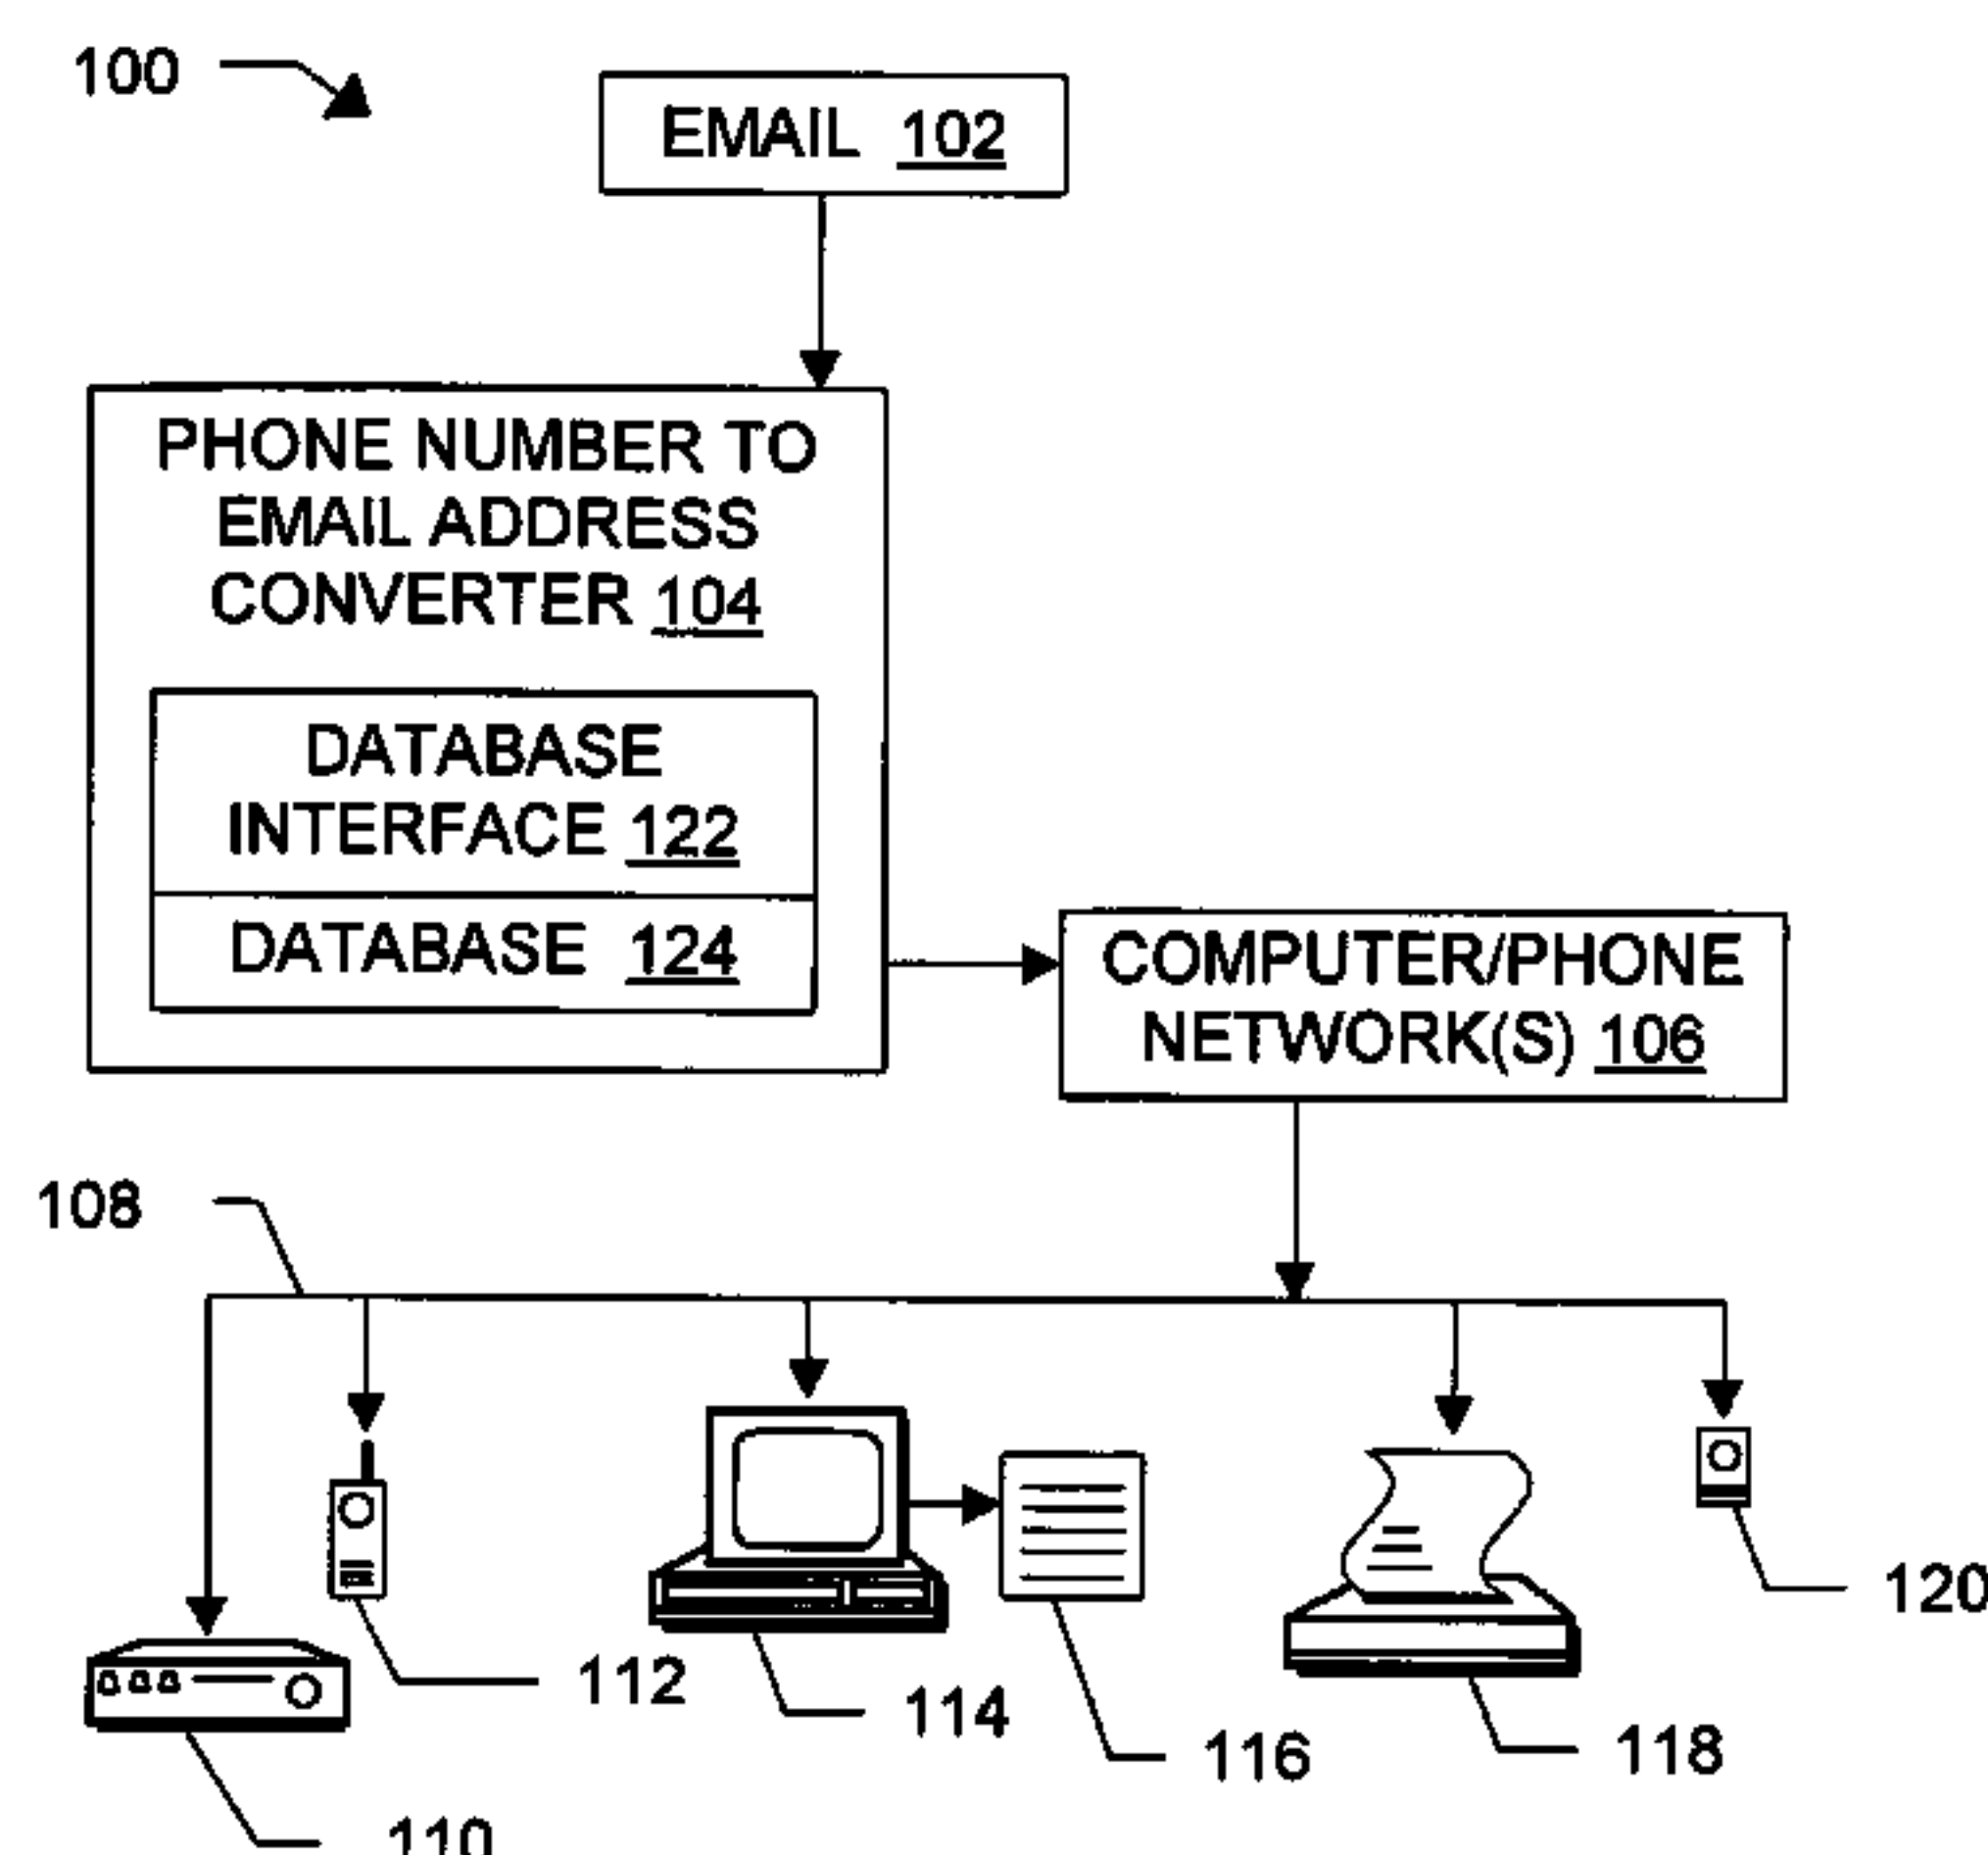 100
EMAIL 102
PHONE NUMBER TO
EMAIL ADDRESS
CONVERTER 104
DATABASE
INTERFACE 122
DATABASE 124
COMPUTER/PHONE
NETWORK(S) 106
108
120
112
114
116
118
110